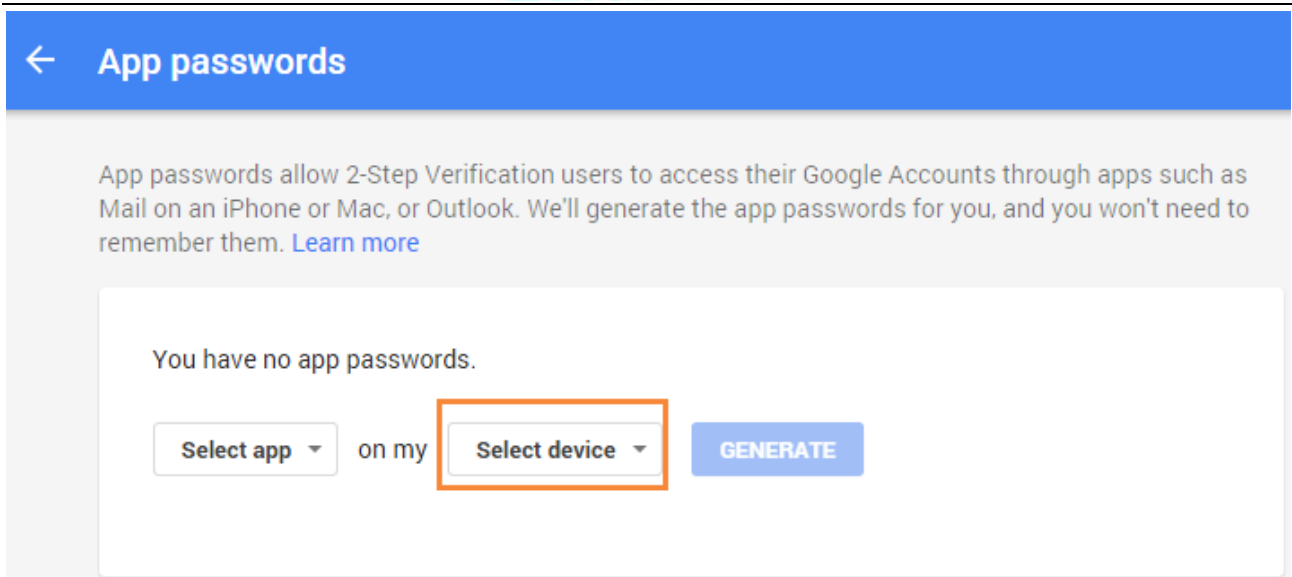 App passwords
App passwords allow 2-Step Verification users to access their Google Accounts through apps such as
Mail on an iPhone or Mac, or Outlook. We'll generate the app passwords for you, and you won't need to
remember them. Learn more
You have no app passwords.
Select app on my Select device GENERATE